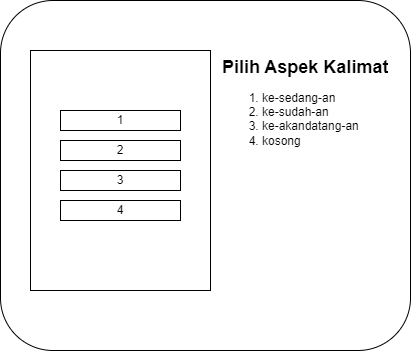 Pilih Aspek Kalimat
1
2
3
4
1. ke-sedang-an
2. ke-sudah-an
3. ke-akandatang-an
4. kosong